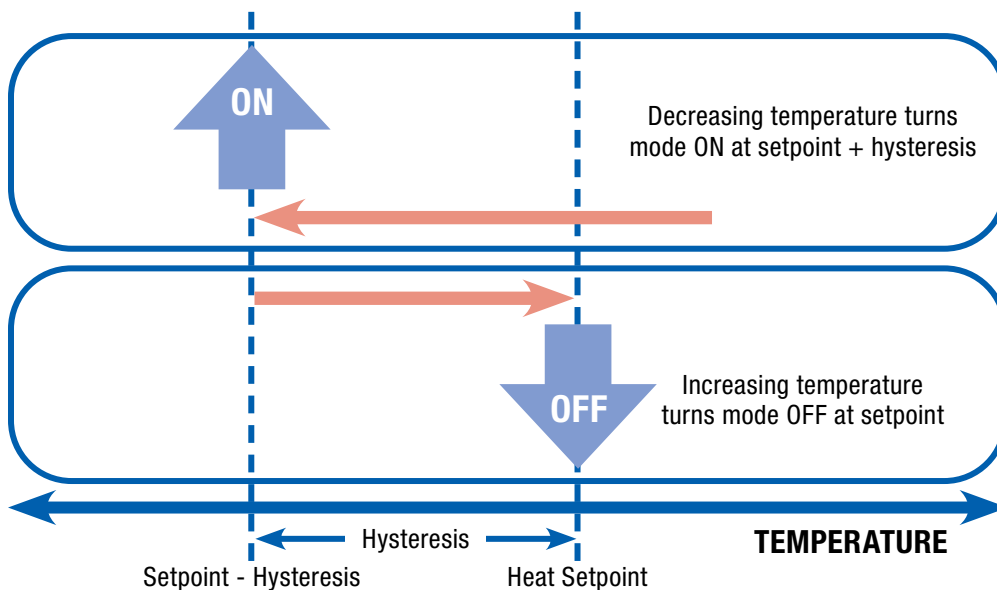 ON
Decreasing temperature turns
mode ON at setpoint + hysteresis
OFF
Increasing temperature
turns mode OFF at setpoint
Hysteresis
TEMPERATURE
Setpoint - Hysteresis
Heat Setpoint